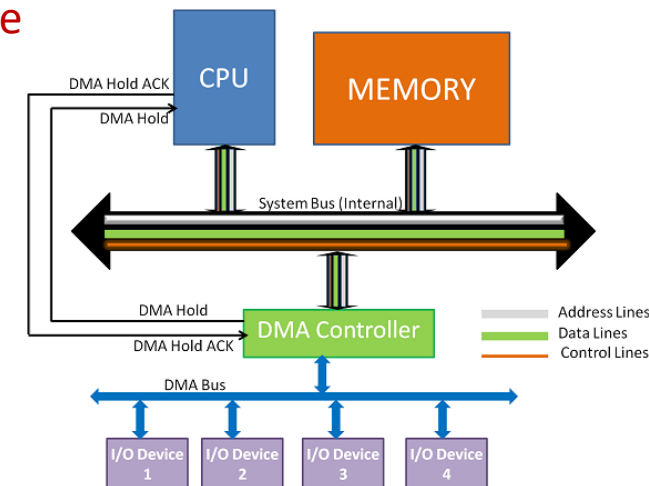 e
CPU
MEMORY
DMA Hold ACK
DMA Hold
System Bus (Internal)
DMA Hold
DMA Controller
DMA Hold ACK
Address Lines
Data Lines
Control Lines
DMA Bus
I/O Device
1
I/O Device
2
I/O Device
3
I/O Device
4